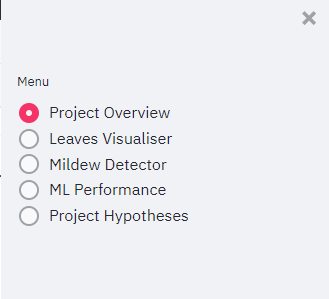 Menu
Project Overview
Leaves Visualiser
Mildew Detector
ML Performance
Project Hypotheses